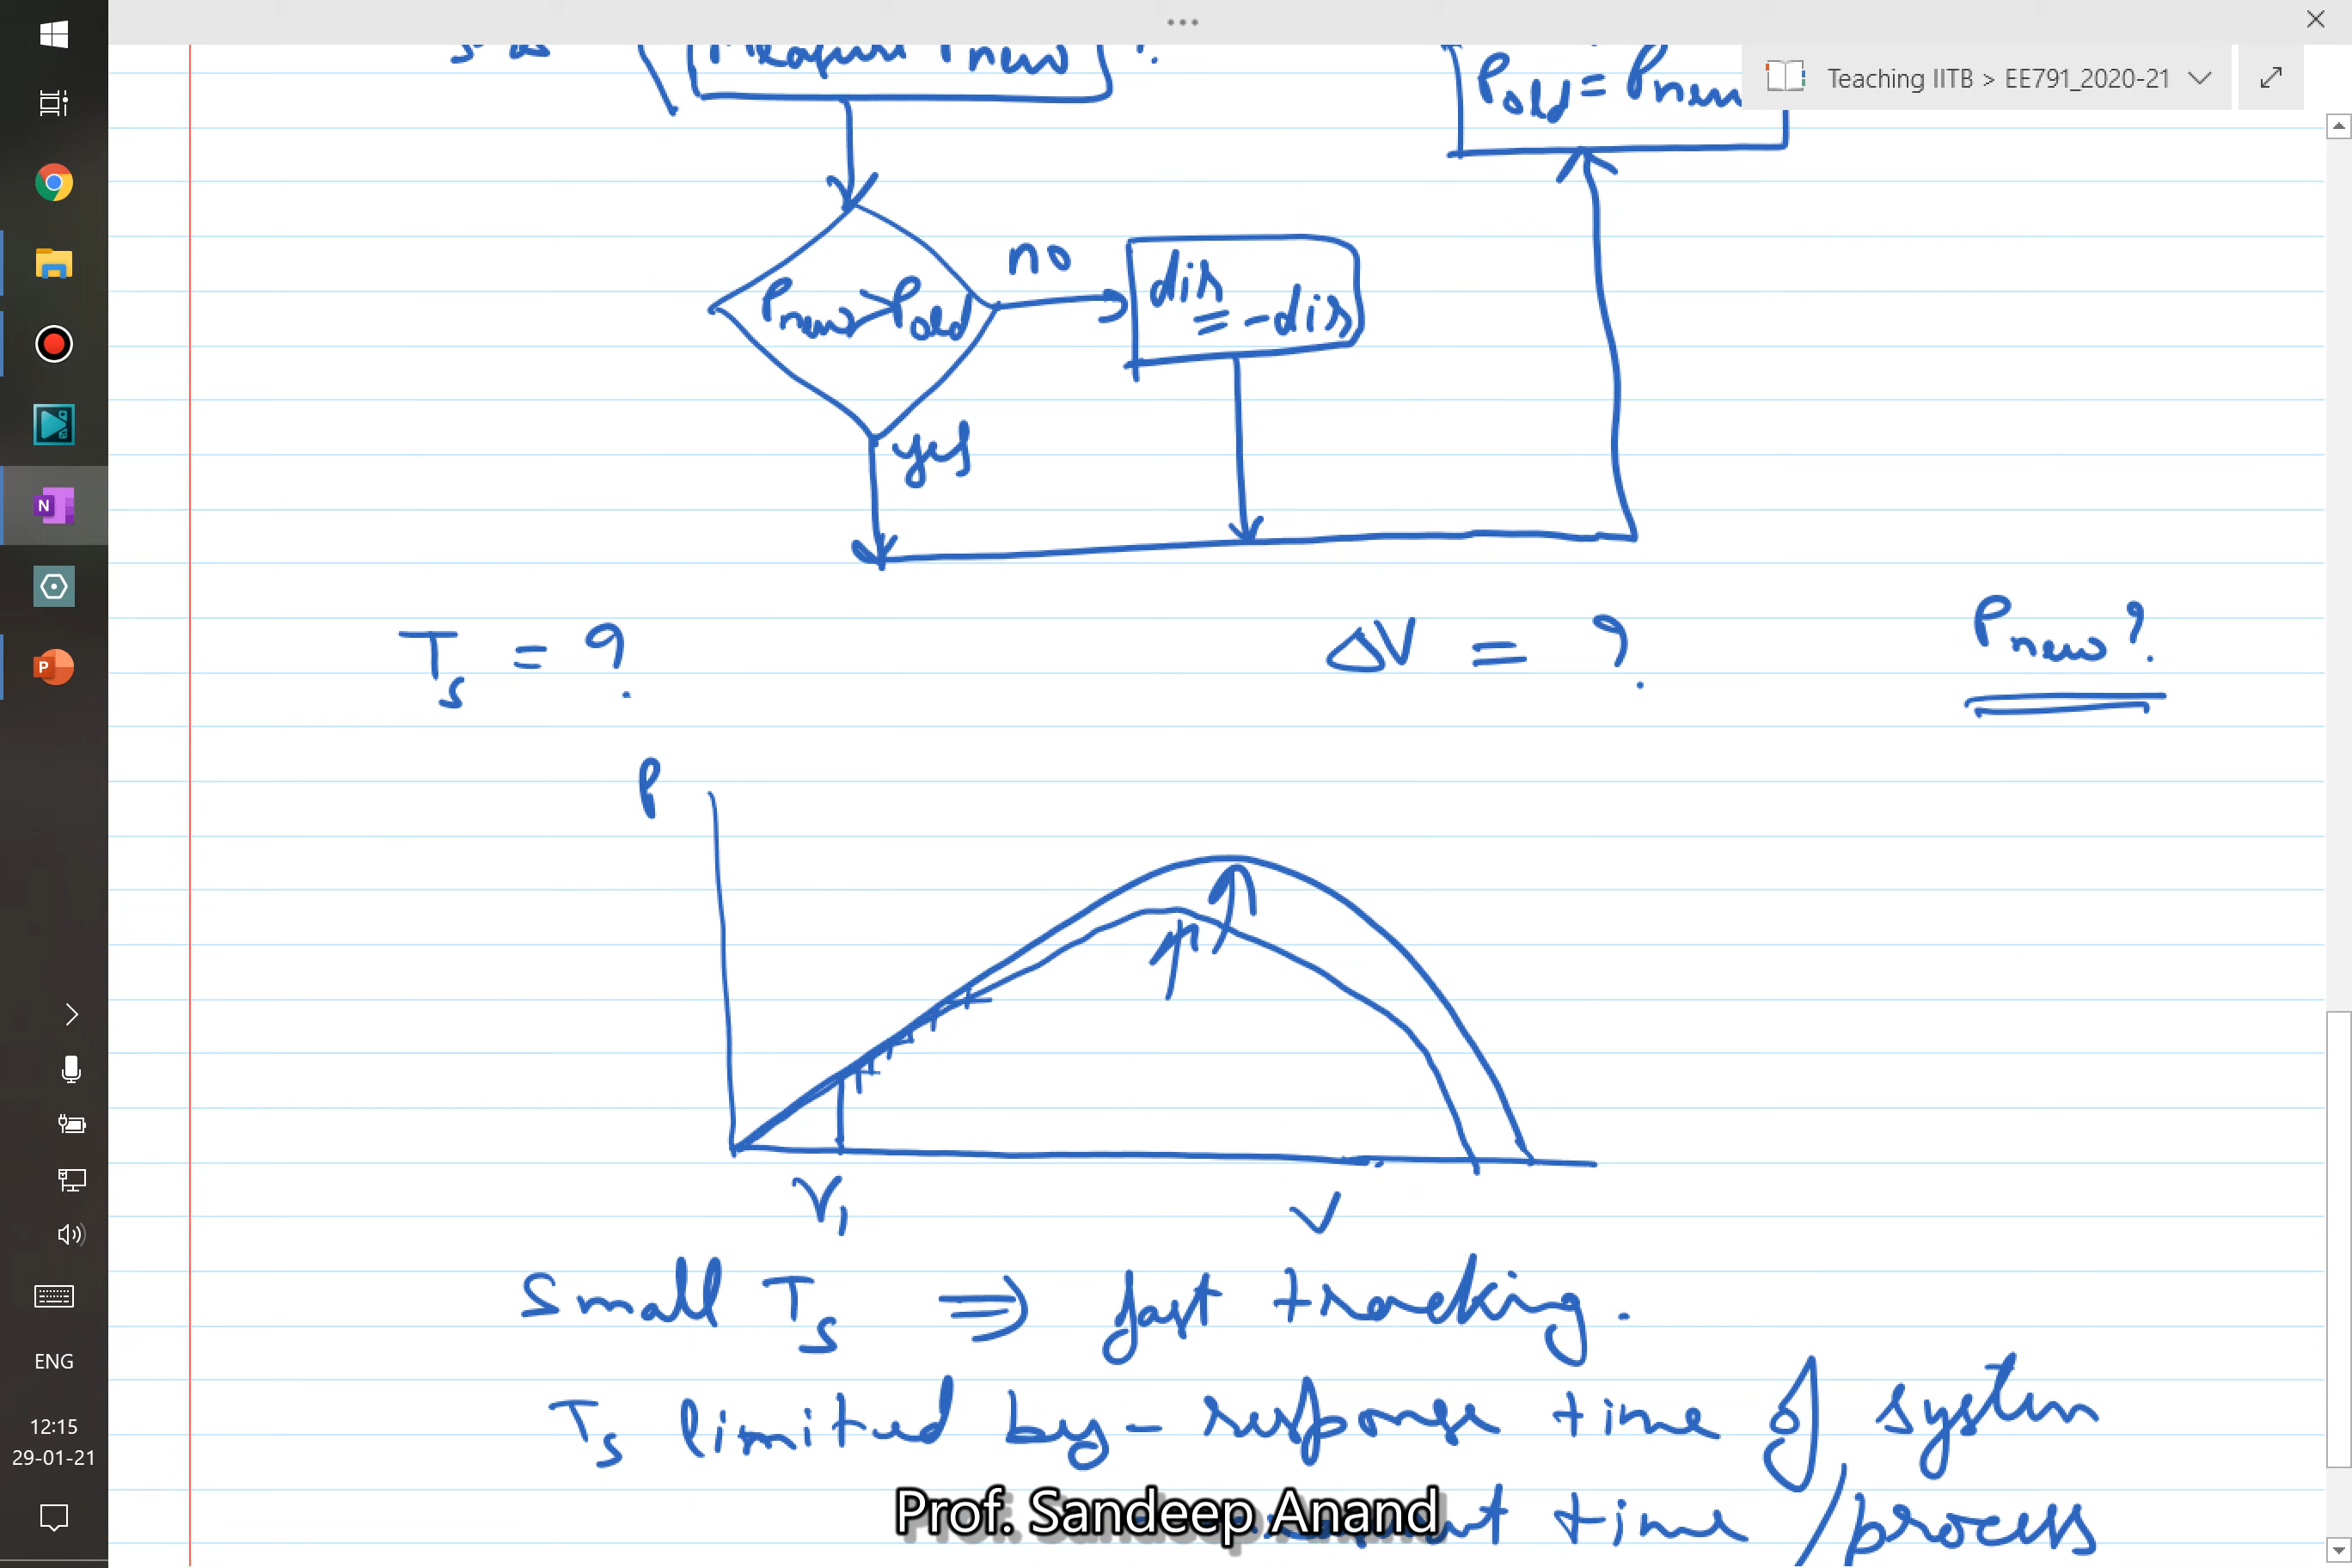 Pnew ?
Pold = Pnew
Teaching IITB > EE791_2020-21
Pnew > Pold
no
dir = -dir
yes
Ts = ?
ΔV = ?
Pnew ?
P
V1
V
Small Ts ⇒ fast tracking.
Ts limited by - response time of system
time / process
Prof. Sandeep Anand
N
P
ENG
12:15
29-01-21